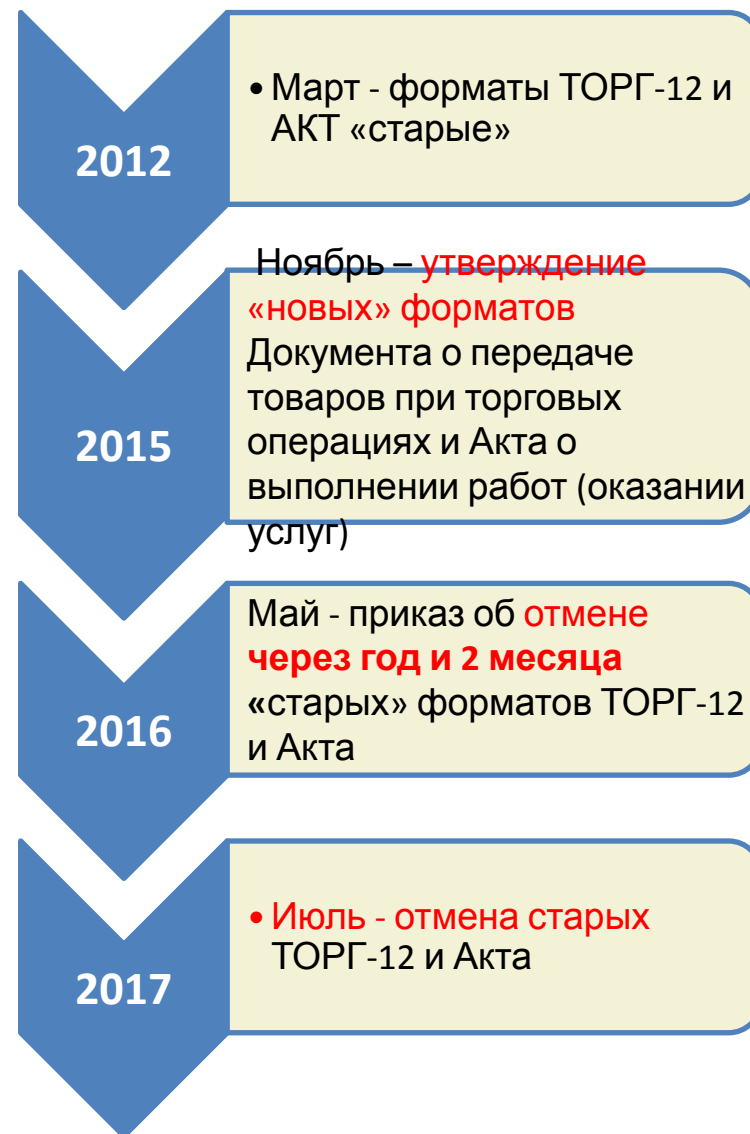 2012
• Март - форматы ТОРГ-12 и
АКТ «старые»
2015
Ноябрь – утверждение
«новых» форматов
Документа о передаче
товаров при торговых
операциях и Акта о
выполнении работ (оказании
услуг)
2016
Май - приказ об отмене
через год и 2 месяца
«старых» форматов ТОРГ-12
и Акта
2017
• Июль - отмена старых
ТОРГ-12 и Акта